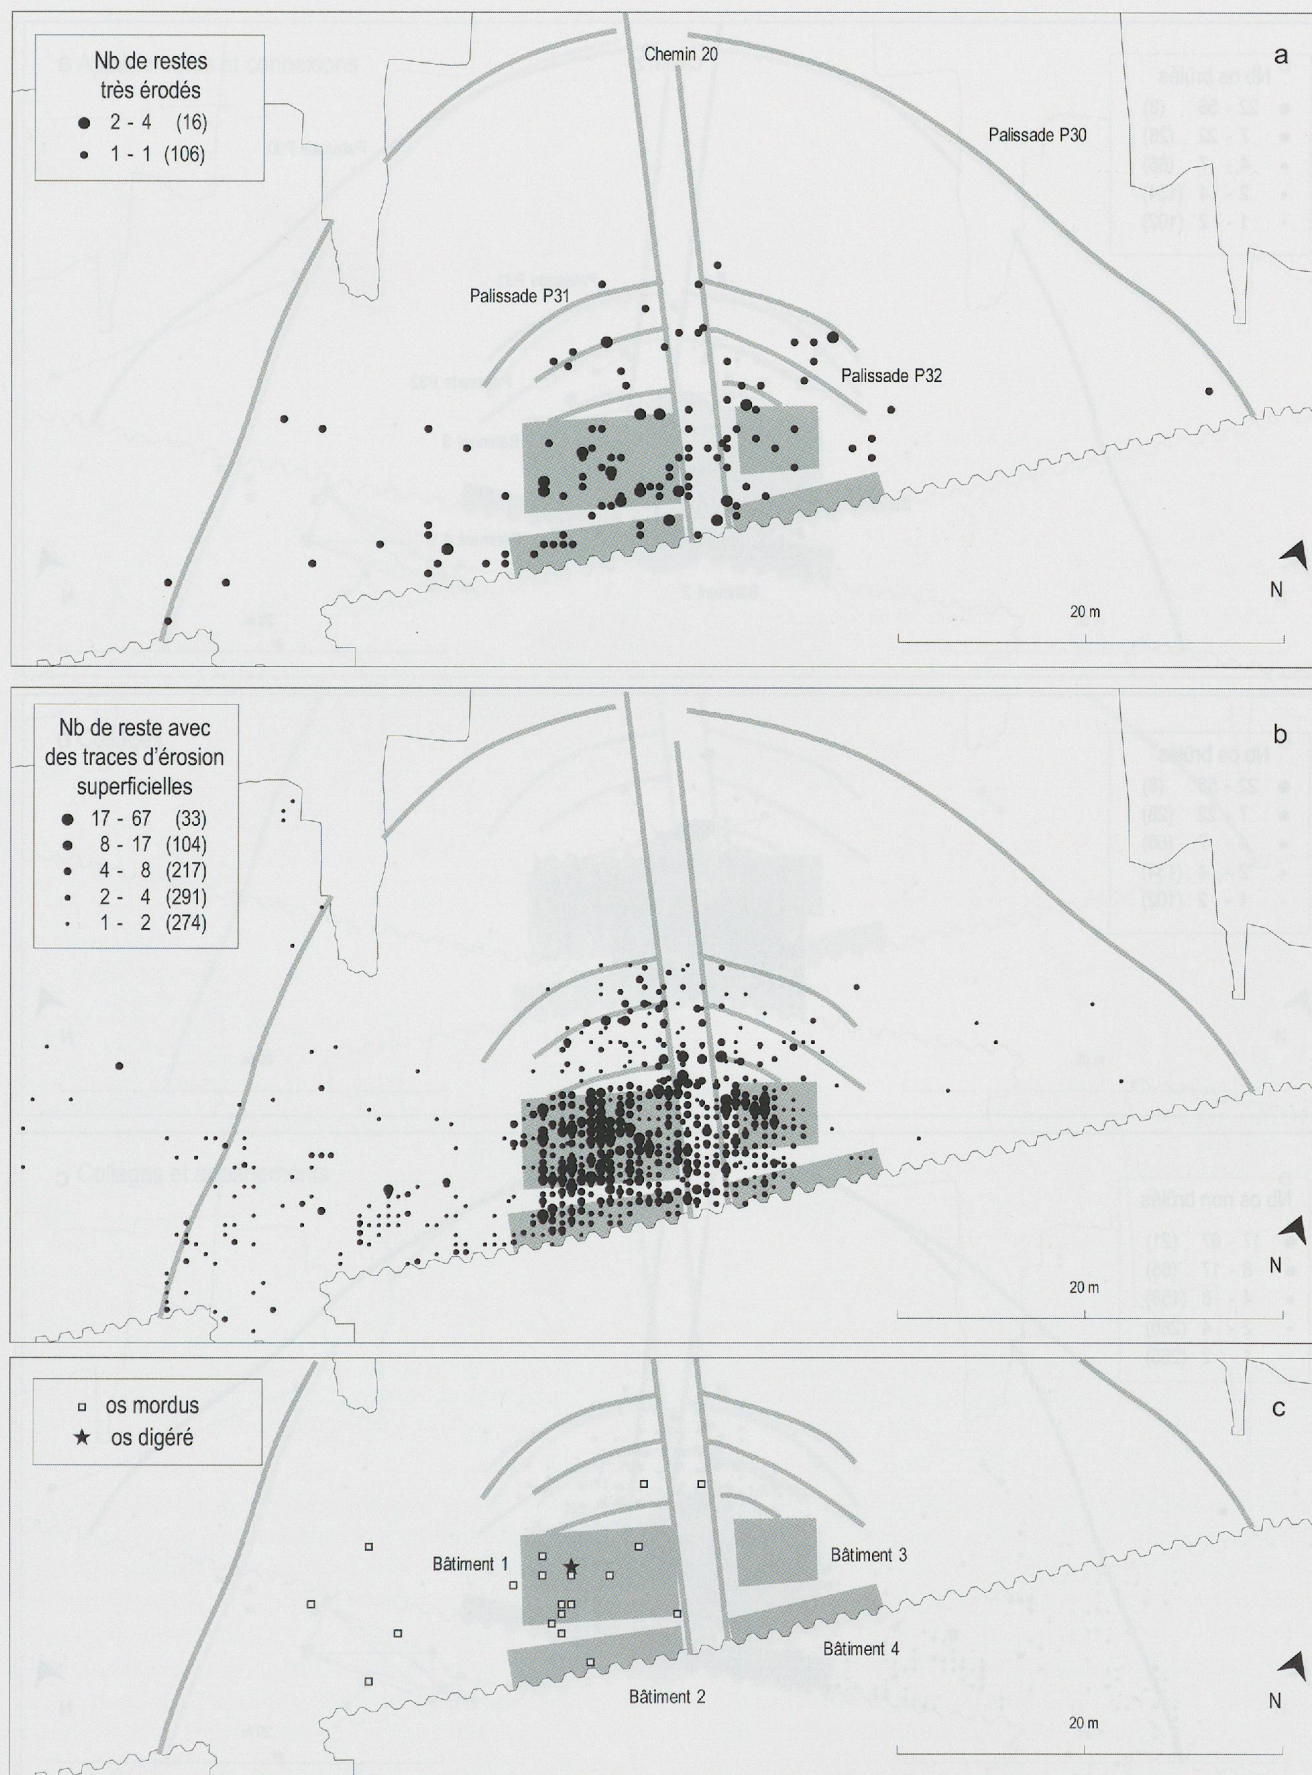 a
Nb de restes
très érodés
2 - 4 (16)
1 - 1 (106)
Chemin 20
Palissade P30
Palissade P31
Palissade P32
N
20 m
b
Nb de reste avec
des traces d'érosion
superficielles
17 - 67 (33)
8 - 17 (104)
4 - 8 (217)
2 - 4 (291)
1 - 2 (274)
N
20 m
c
os mordus
os digéré
Bâtiment 1
Bâtiment 3
Bâtiment 4
Bâtiment 2
N
20 m